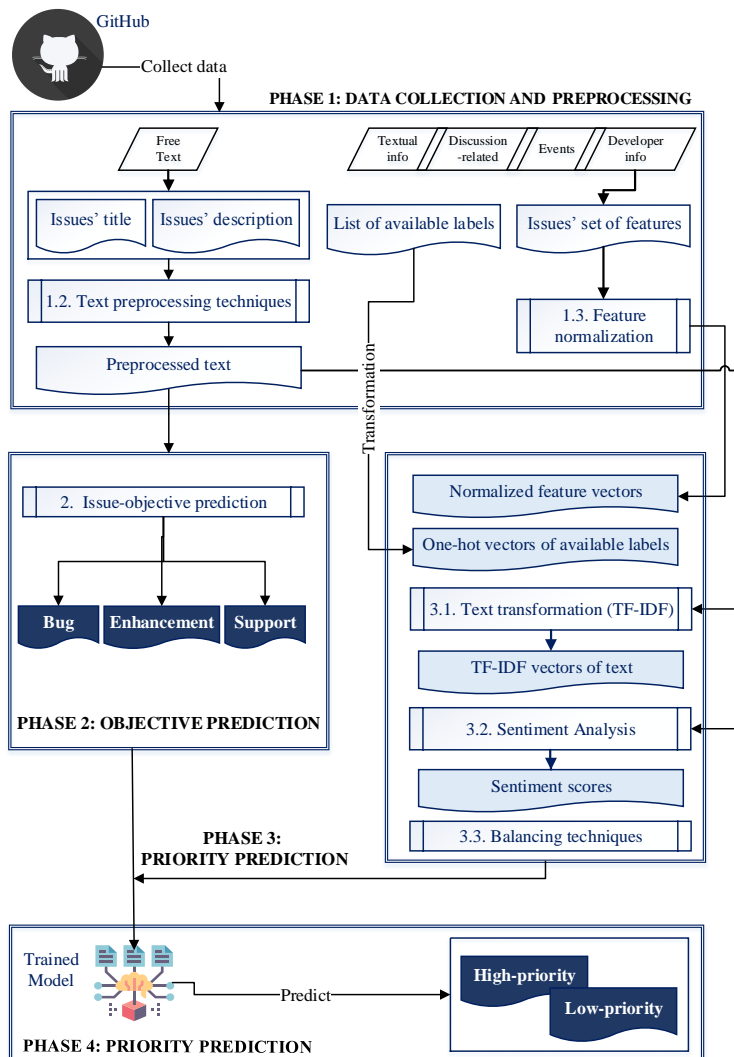 GitHub
Collect data
PHASE 1: DATA COLLECTION AND PREPROCESSING
Free
Text
Textual
info
Discussion
-related
Events
Developer
info
Issues' title
Issues' description
List of available labels
Issues' set of features
1.2. Text preprocessing techniques
1.3. Feature
normalization
Preprocessed text
Transformation
2. Issue-objective prediction
Bug
Enhancement
Support
PHASE 2: OBJECTIVE PREDICTION
Normalized feature vectors
One-hot vectors of available labels
3.1. Text transformation (TF-IDF)
TF-IDF vectors of text
3.2. Sentiment Analysis
Sentiment scores
3.3. Balancing techniques
PHASE 3:
PRIORITY PREDICTION
Trained
Model
Predict
High-priority
Low-priority
PHASE 4: PRIORITY PREDICTION